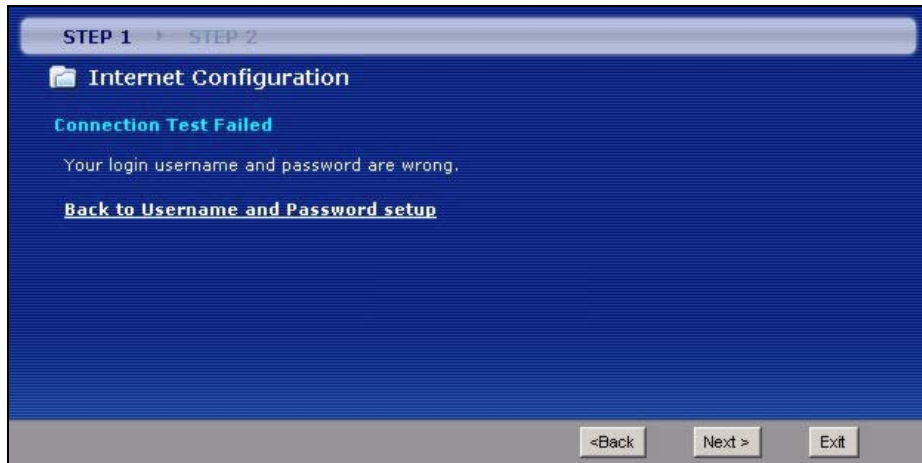 STEP 1 STEP 2
Internet Configuration
Connection Test Failed
Your login username and password are wrong.
Back to Username and Password setup
<Back Next > Exit